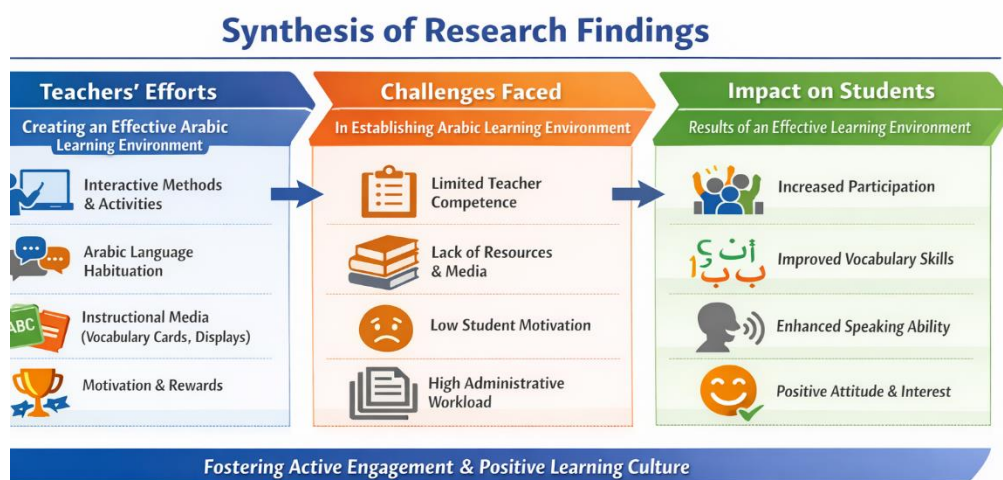 Synthesis of Research Findings
Teachers' Efforts
Creating an Effective Arabic
Learning Environment
Interactive Methods
& Activities
Arabic Language
Habituation
ABC
Instructional Media
(Vocabulary Cards, Displays)
Motivation & Rewards
Challenges Faced
In Establishing Arabic Learning Environment
Limited Teacher
Competence
Lack of Resources
& Media
Low Student Motivation
High Administrative
Workload
Impact on Students
Results of an Effective Learning Environment
Increased Participation
Improved Vocabulary Skills
Enhanced Speaking Ability
Positive Attitude & Interest
Fostering Active Engagement & Positive Learning Culture